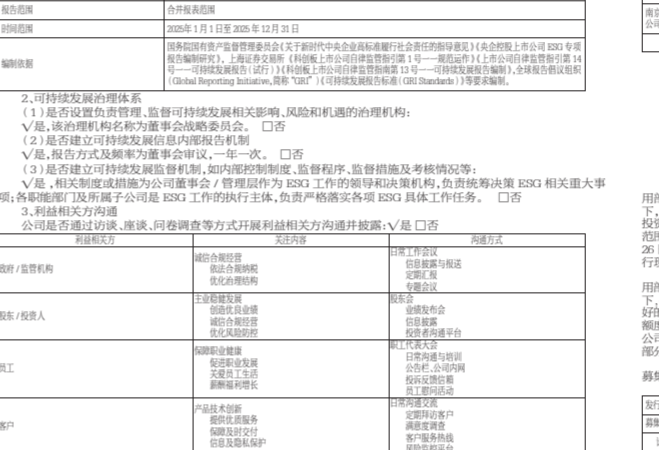 报告范围 合并报表范围
时间范围 2025年1月1日至2025年12月31日
国务院国有资产监督管理委员会《关于新时代中央企业高标准履行社会责任的指导意见》《央企控股上市公司ESG专项
编制依据 报告编制研究》，上海证券交易所《科创板上市公司自律监管指引第1号——规范运作》《上市公司自律监管指引第14
号——可持续发展报告（试行）》《科创板上市公司自律监管指南第13号——可持续发展报告编制》，全球报告倡议组织
（Global Reporting Initiative，简称“GRI”）《可持续发展报告标准（GRI Standards）》等要求编制。
2、可持续发展治理体系
（1）是否设置负责管理、监督可持续发展相关影响、风险和机遇的治理机构：
√是，该治理机构名称为董事会战略委员会。 □否
（2）是否建立可持续发展信息内部报告机制
√是，报告方式及频率为董事会审议，一年一次。 □否
（3）是否建立可持续发展监督机制，如内部控制制度、监督程序、监督措施及考核情况等：
√是，相关制度或措施为公司董事会/管理层作为ESG工作的领导和决策机构，负责统筹决策ESG相关重大事
项；各职能部门及所属子公司是ESG工作的执行主体，负责严格落实各项ESG具体工作任务。 □否
3、利益相关方沟通
公司是否通过访谈、座谈、问卷调查等方式开展利益相关方沟通并披露：√是 □否
利益相关方 关注内容 沟通方式
政府/监管机构
诚信合规经营
依法合规纳税
优化治理结构
日常工作会议
信息披露与报送
定期汇报
专题会议
股东/投资人
主业稳健发展
创造优良业绩
诚信合规经营
优化风险防控
股东会
业绩发布会
信息披露
投资者沟通平台
员工
保障职业健康
促进职业发展
关爱员工生活
薪酬福利增长
职工代表大会
日常沟通与培训
公告栏、公司内网
投诉反馈信箱
员工慰问活动
客户
产品技术创新
提供优质服务
保障及时交付
信息及隐私保护
日常沟通交流
定期拜访客户
满意度调查
客户服务热线
南京
公司
用部
下，
投资
范围
26
行现
用部
下，
好的
额度
公司
部分
募集
发行
募集